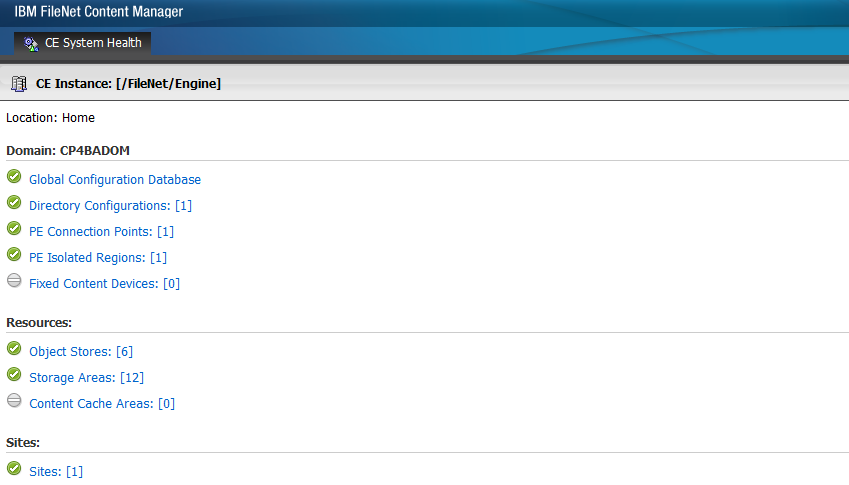 IBM FileNet Content Manager
CE System Health
CE Instance: [/FileNet/Engine]
Location: Home
Domain: CP4BADOM
Global Configuration Database
Directory Configurations: [1]
PE Connection Points: [1]
PE Isolated Regions: [1]
Fixed Content Devices: [0]
Resources:
Object Stores: [6]
Storage Areas: [12]
Content Cache Areas: [0]
Sites:
Sites: [1]